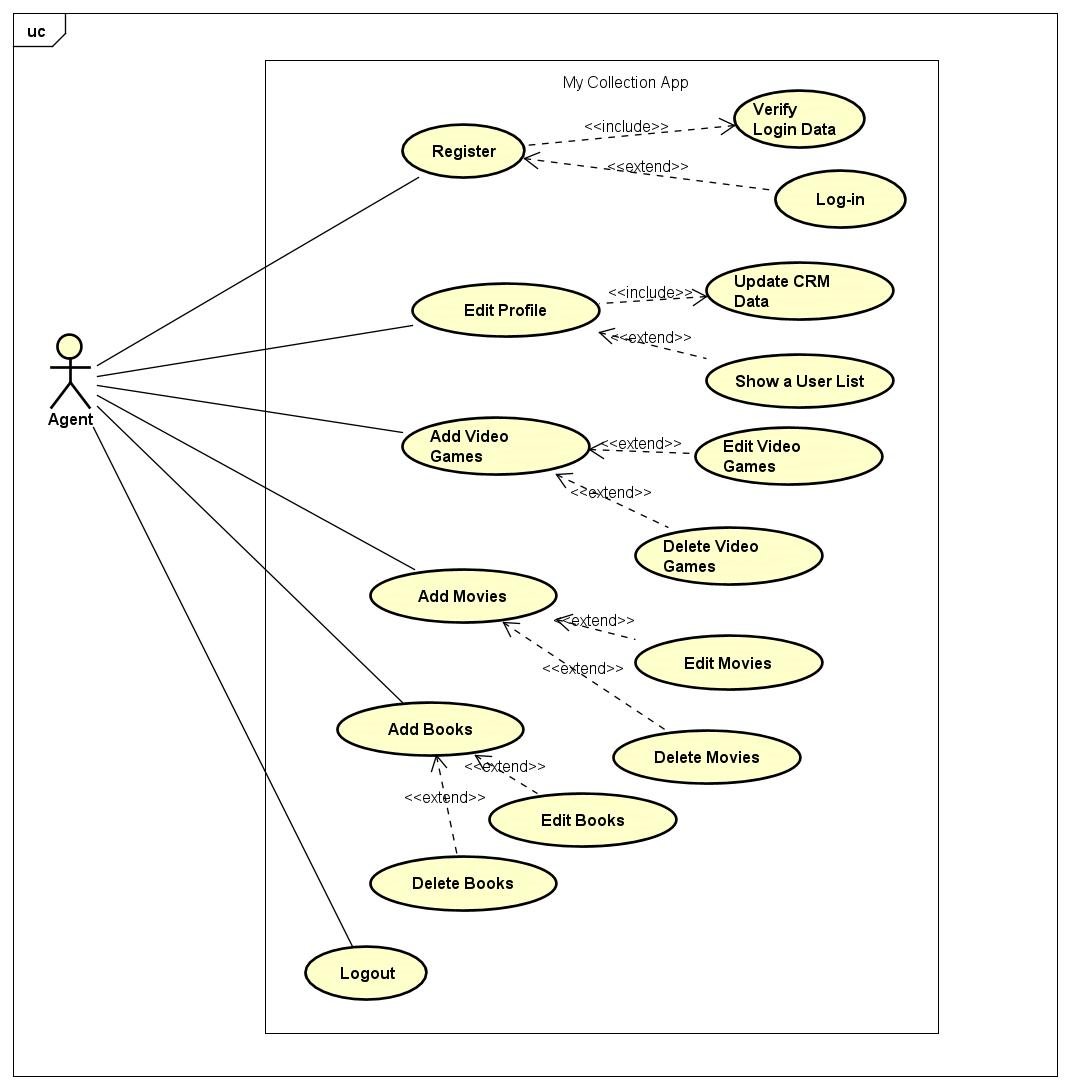 uc
My Collection App
Verify
Login Data
<<include>>
Register
<<extend>>
Log-in
Update CRM
Data
<<include>>
Edit Profile
<<extend>>
Show a User List
Agent
Add Video
Games
<<extend>>
Edit Video
Games
<<extend>>
Delete Video
Games
Add Movies
<<extend>>
Edit Movies
<<extend>>
Add Books
Delete Movies
<<extend>>
<<extend>>
Edit Books
Delete Books
Logout